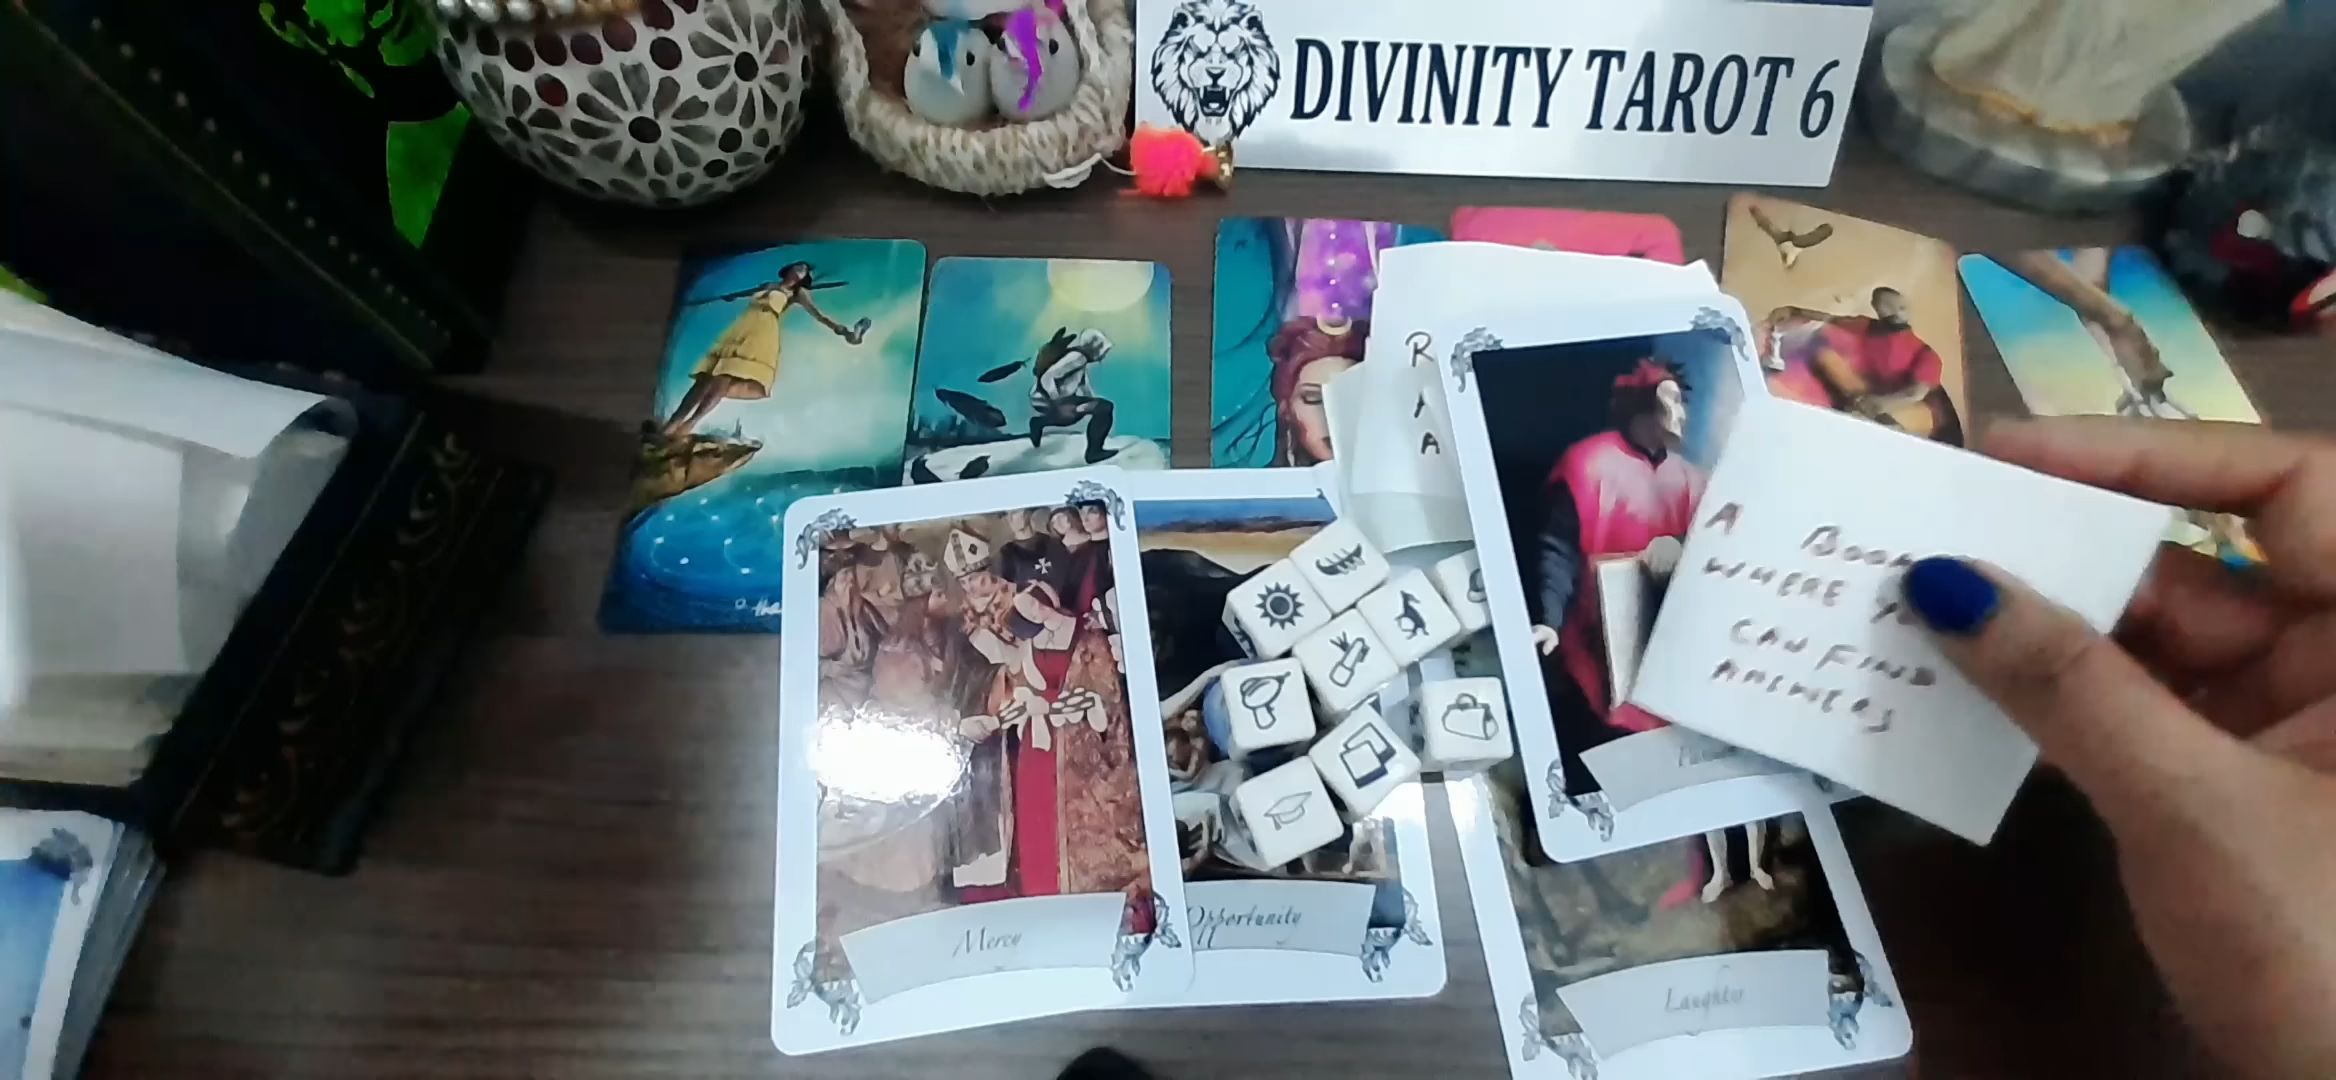 DIVINITY TAROT 6
R
A
A
A BOOK
WHERE
CAN FIND
ANSWERS
Mercy
Opportunity
Laughter